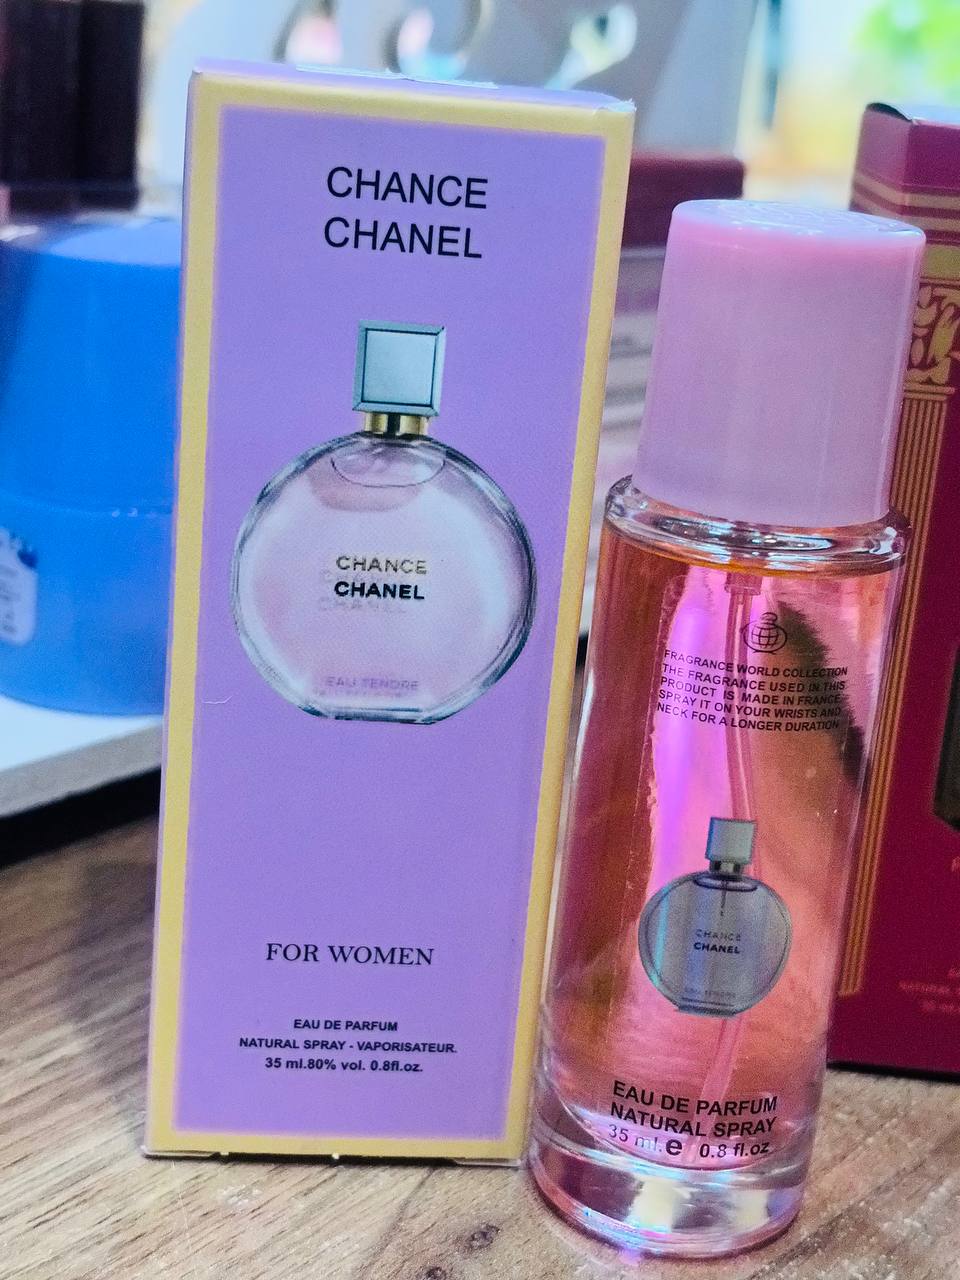 CHANCE
CHANEL
CHANCE
CHANEL
EAU TENDRE
FOR WOMEN
EAU DE PARFUM
NATURAL SPRAY - VAPORISATEUR.
35 ml.80% vol. 0.8fl.oz.
FRAGRANCE WORLD COLLECTION
THE FRAGRANCE USED IN THIS
PRODUCT IS MADE IN FRANCE.
SPRAY IT ON YOUR WRISTS AND
NECK FOR A LONGER DURATION
CHANCE
CHANEL
EAU TENDRE
EAU DE PARFUM
NATURAL SPRAY
35 ml. e 0.8 fl.oz